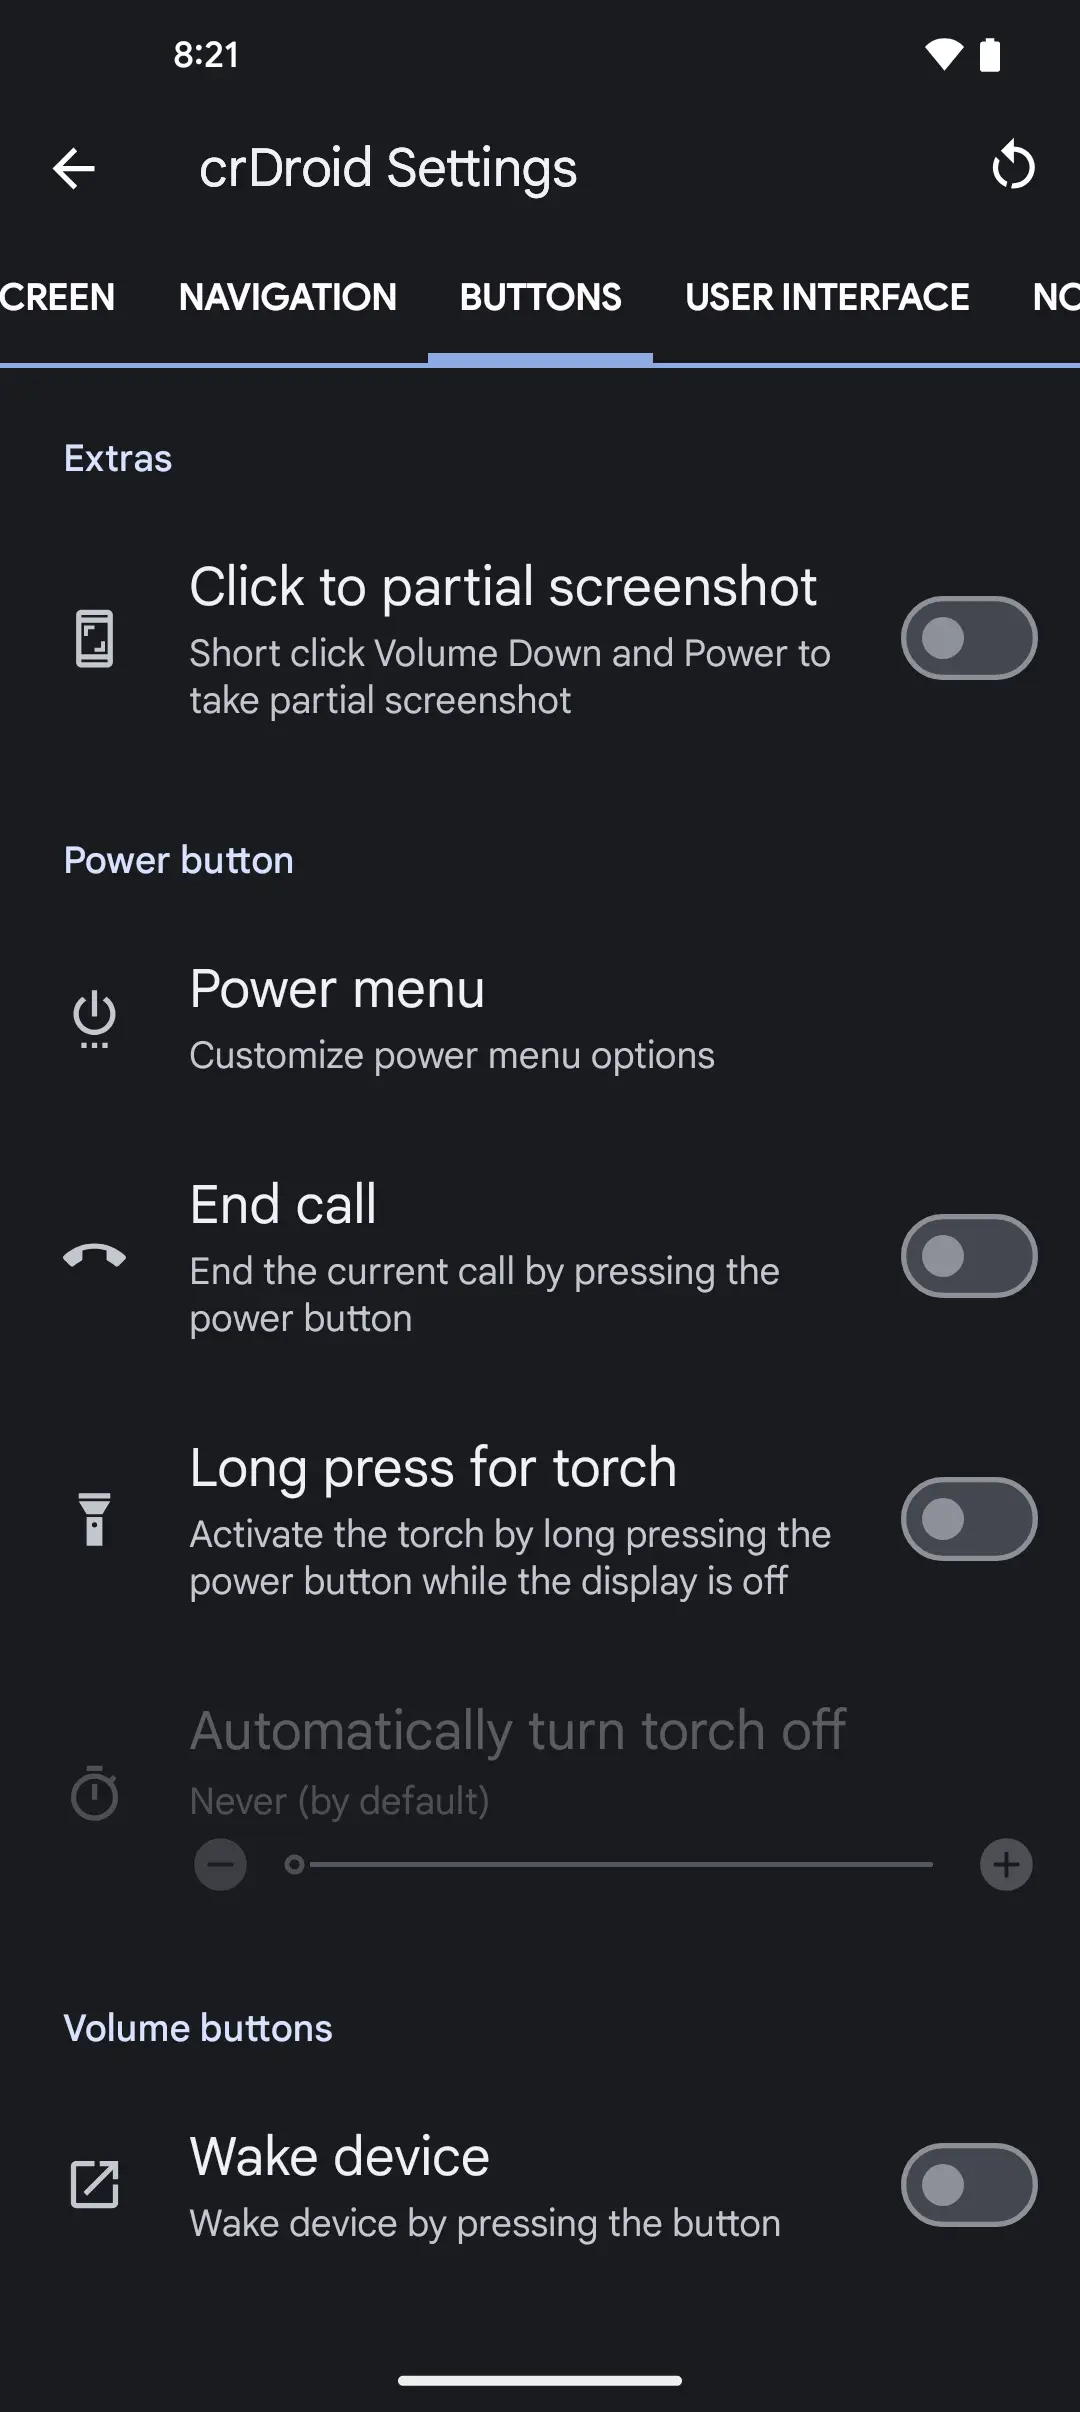 8:21
crDroid Settings
CREEN NAVIGATION BUTTONS USER INTERFACE NO
Extras
Click to partial screenshot
Short click Volume Down and Power to
take partial screenshot
Power button
Power menu
Customize power menu options
End call
End the current call by pressing the
power button
Long press for torch
Activate the torch by long pressing the
power button while the display is off
Automatically turn torch off
Never (by default)
Volume buttons
Wake device
Wake device by pressing the button